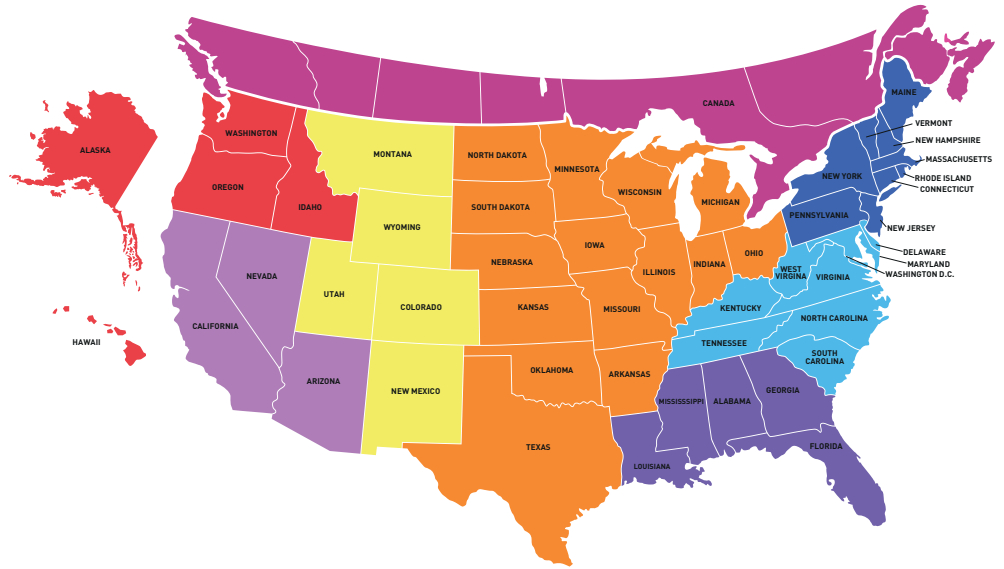 CANADA
MAINE
VERMONT
NEW HAMPSHIRE
MASSACHUSETTS
RHODE ISLAND
CONNECTICUT
NEW YORK
PENNSYLVANIA
NEW JERSEY
DELAWARE
MARYLAND
WASHINGTON D.C.
ALASKA
HAWAII
WASHINGTON
OREGON
IDAHO
MONTANA
WYOMING
UTAH
COLORADO
NEW MEXICO
NEVADA
CALIFORNIA
ARIZONA
NORTH DAKOTA
SOUTH DAKOTA
NEBRASKA
KANSAS
OKLAHOMA
TEXAS
MINNESOTA
IOWA
MISSOURI
ARKANSAS
WISCONSIN
ILLINOIS
MICHIGAN
INDIANA
OHIO
WEST
VIRGINIA
VIRGINIA
KENTUCKY
TENNESSEE
NORTH CAROLINA
SOUTH
CAROLINA
MISSISSSIPPI
ALABAMA
GEORGIA
FLORIDA
LOUISIANA